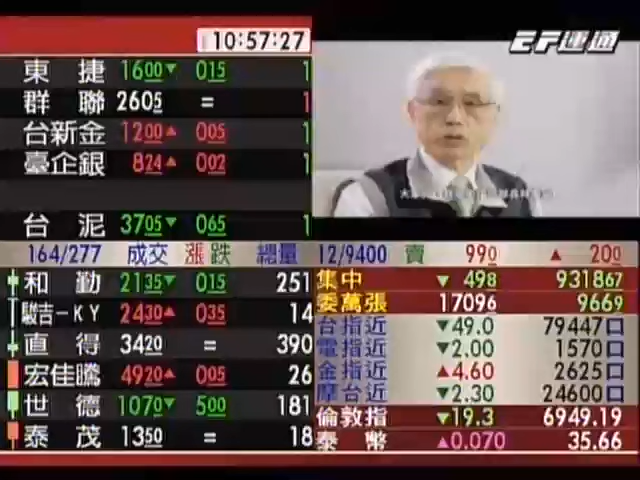 10:57:27
EF運通
東捷 1600▼ 015 1
群聯 2605 = 1
台新金 1200▲ 005 1
臺企銀 824▲ 002 1
台泥 3705▼ 065 1
164/277 成交 漲跌 總量
12/9400 賣 990 ▲ 200
和勤 2135▼ 015 251
駿吉-KY 2430▲ 035 14
直得 3420 = 390
宏佳騰 4920▲ 005 26
世德 1070▼ 500 181
泰茂 1350 = 18
集中 ▼ 498 931867
委萬張 17096 9669
台指近 ▼49.0 79447口
電指近 ▼2.00 1570口
金指近 ▲4.60 2625口
摩台近 ▼2.30 24600口
倫敦指 ▼19.3 6949.19
泰幣 ▲0.070 35.66